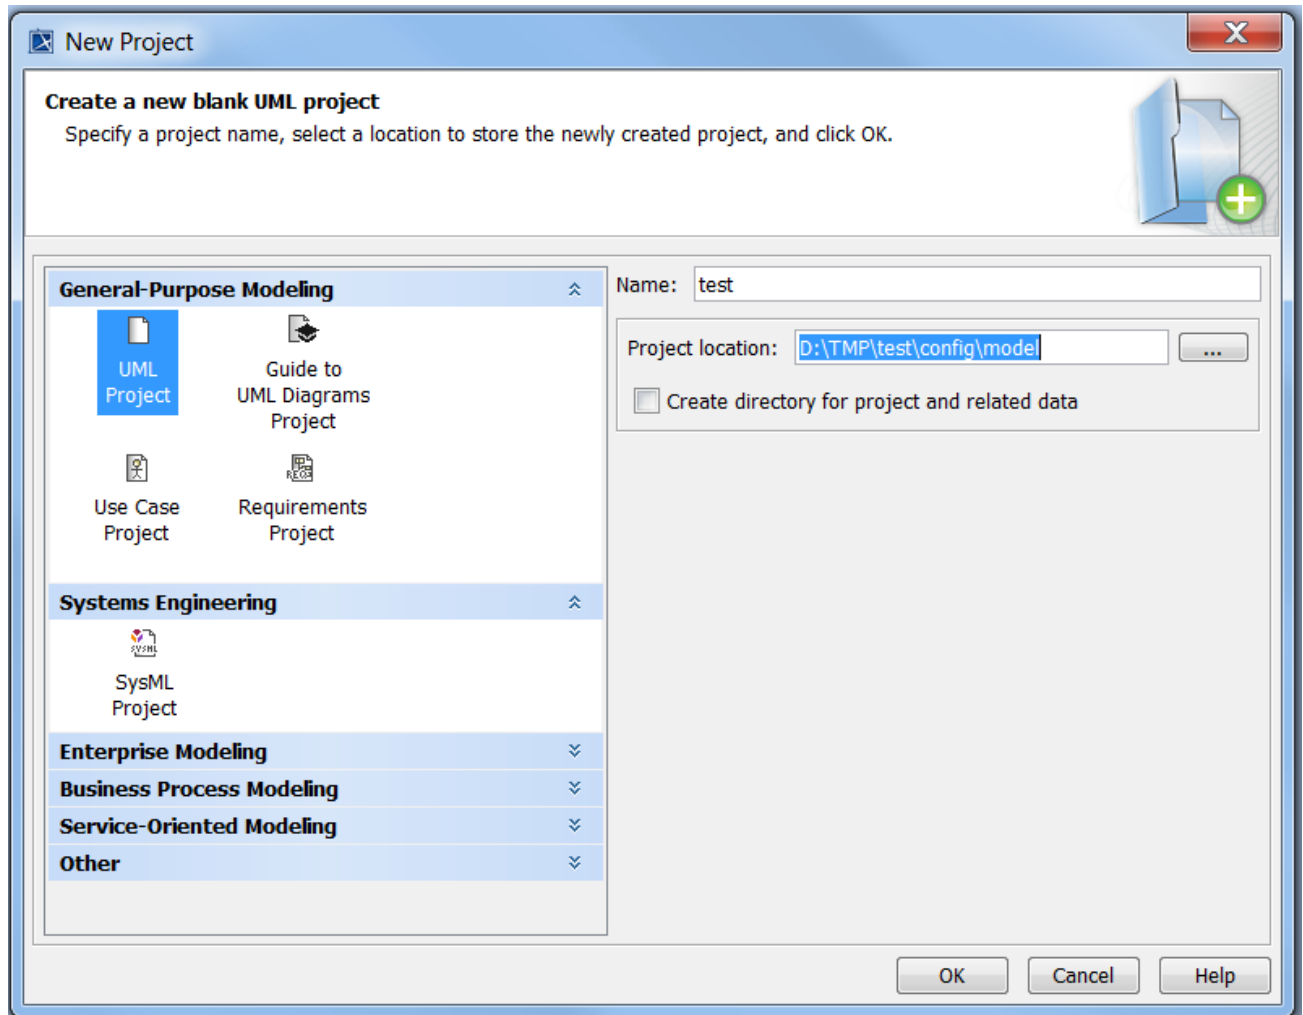 New Project
X
Create a new blank UML project
Specify a project name, select a location to store the newly created project, and click OK.
General-Purpose Modeling
UML
Project
Guide to
UML Diagrams
Project
Use Case
Project
REQS
Requirements
Project
Systems Engineering
SYSML
SysML
Project
Enterprise Modeling
Business Process Modeling
Service-Oriented Modeling
Other
Name: test
Project location: D:\TMP\test\config\model ...
Create directory for project and related data
OK Cancel Help